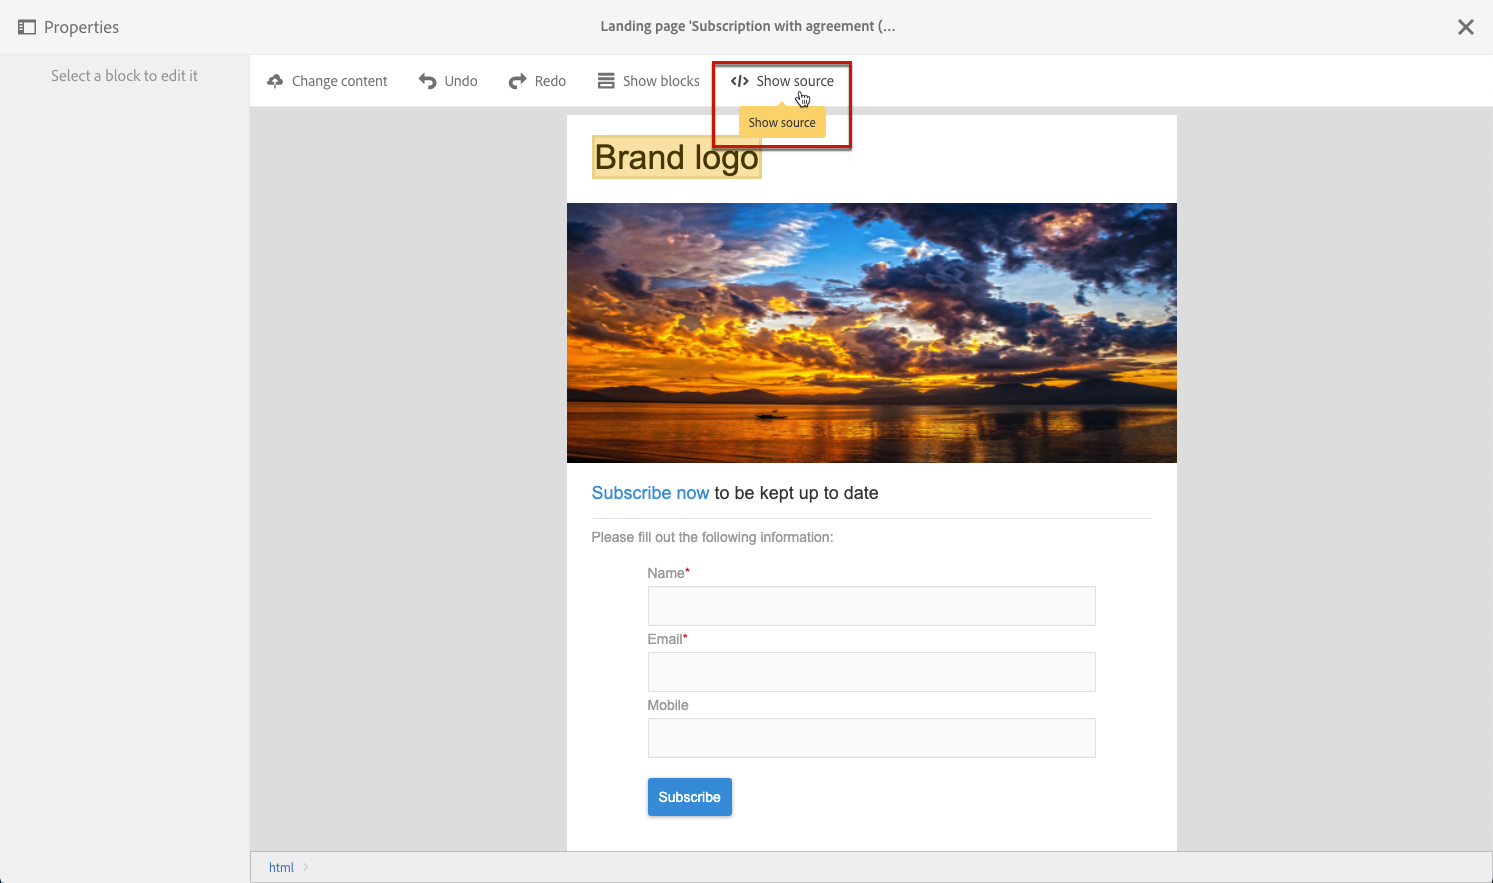 Properties
Landing page 'Subscription with agreement (...
Select a block to edit it
Change content
Undo
Redo
Show blocks
</> Show source
Show source
Brand logo
Subscribe now to be kept up to date
Please fill out the following information:
Name*
Email*
Mobile
Subscribe
html